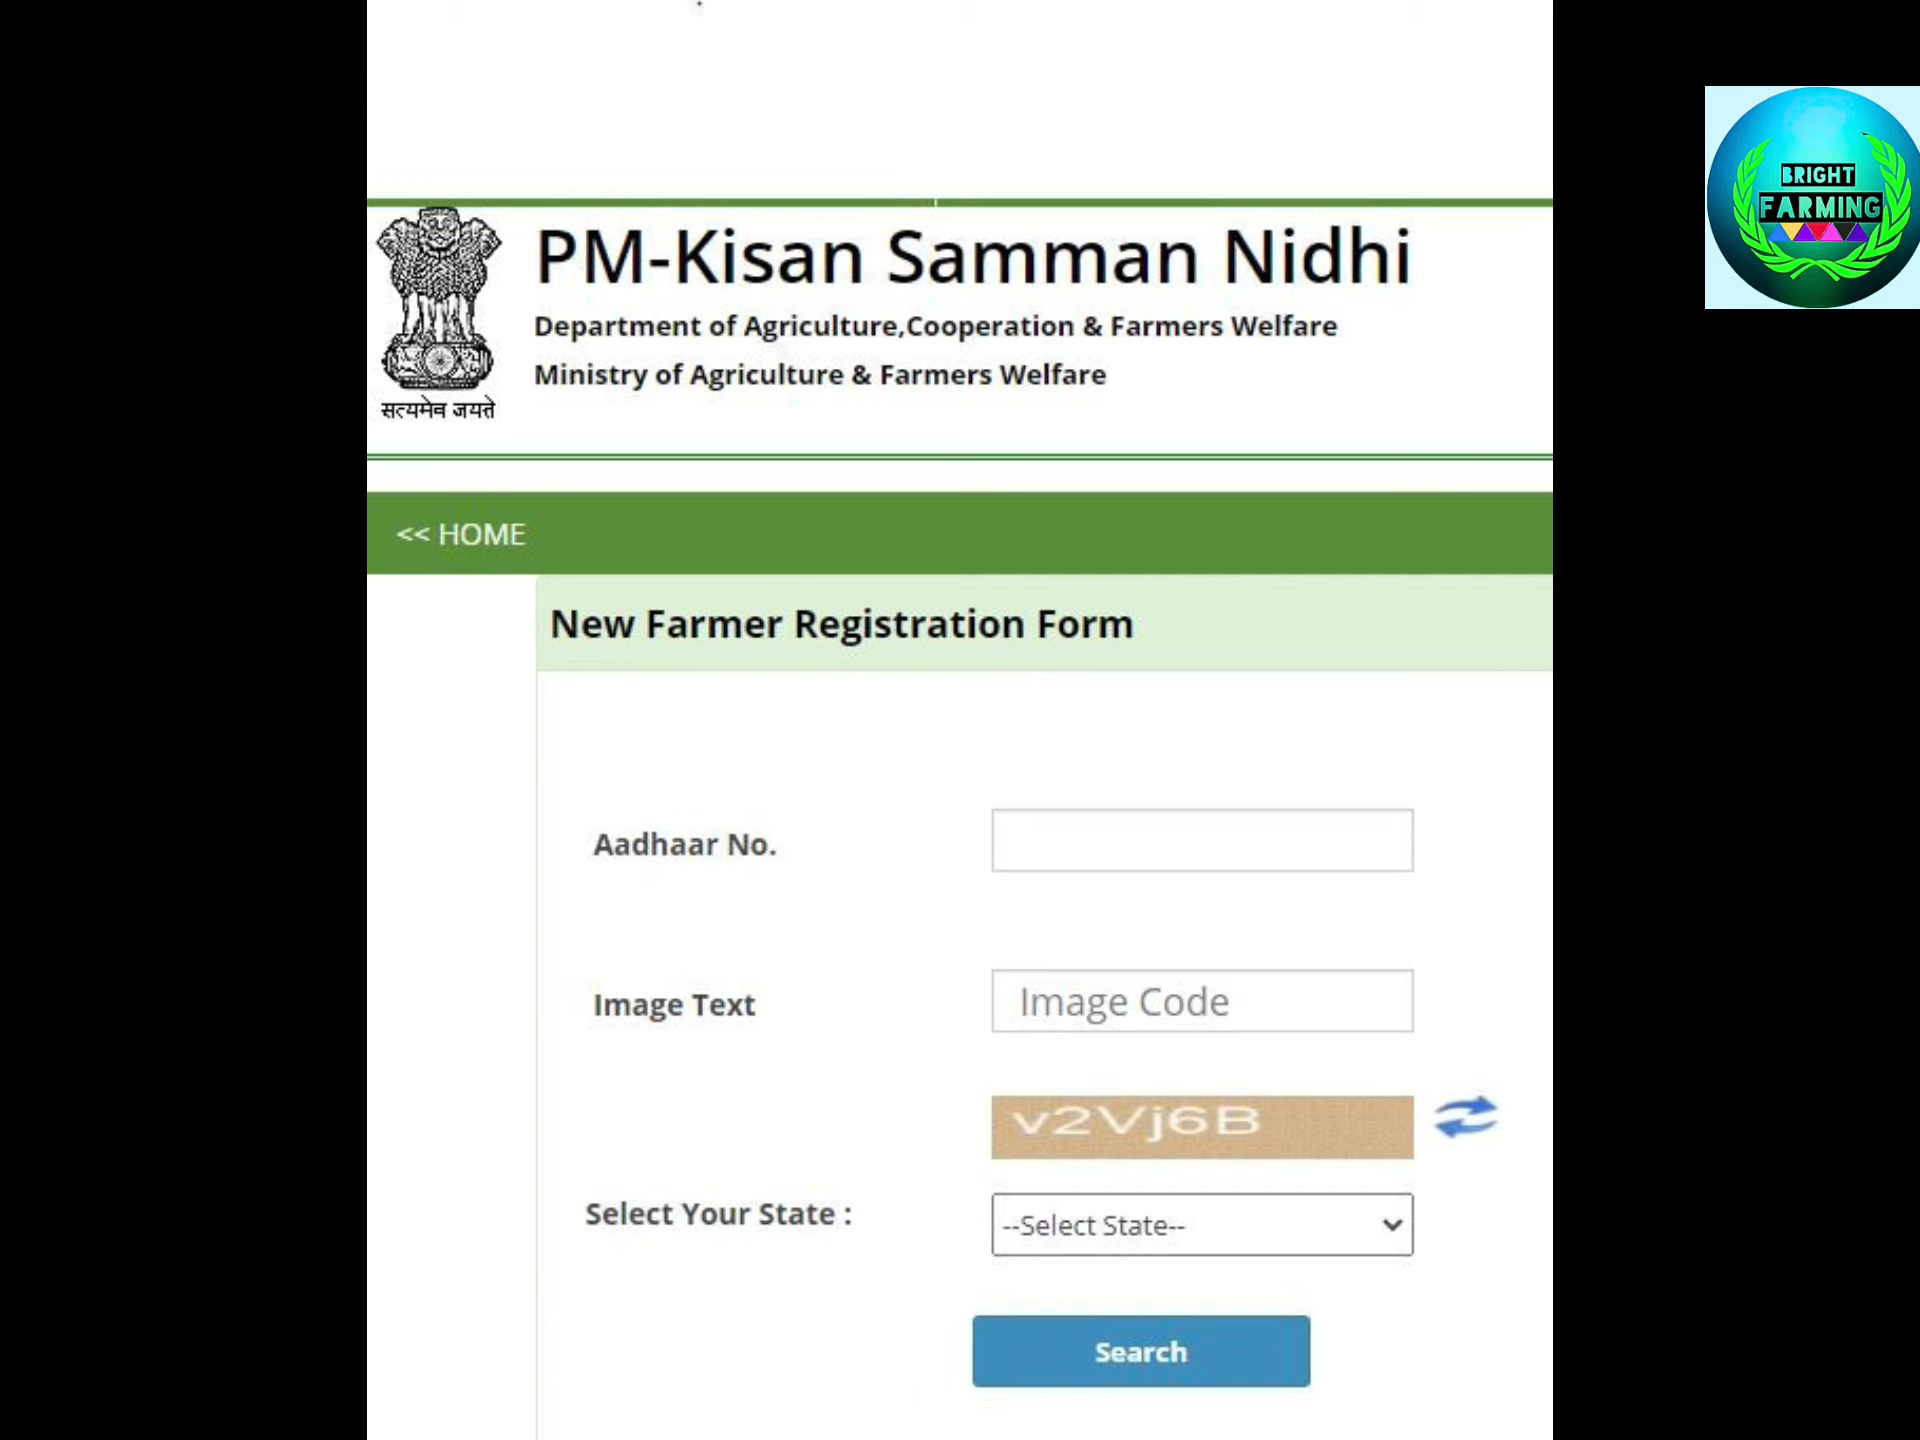 BRIGHT
FARMING
PM-Kisan Samman Nidhi
Department of Agriculture,Cooperation & Farmers Welfare
Ministry of Agriculture & Farmers Welfare
सत्यमेव जयते
<< HOME
New Farmer Registration Form
Aadhaar No.
Image Text
Image Code
v2Vj6B
Select Your State :
--Select State--
Search